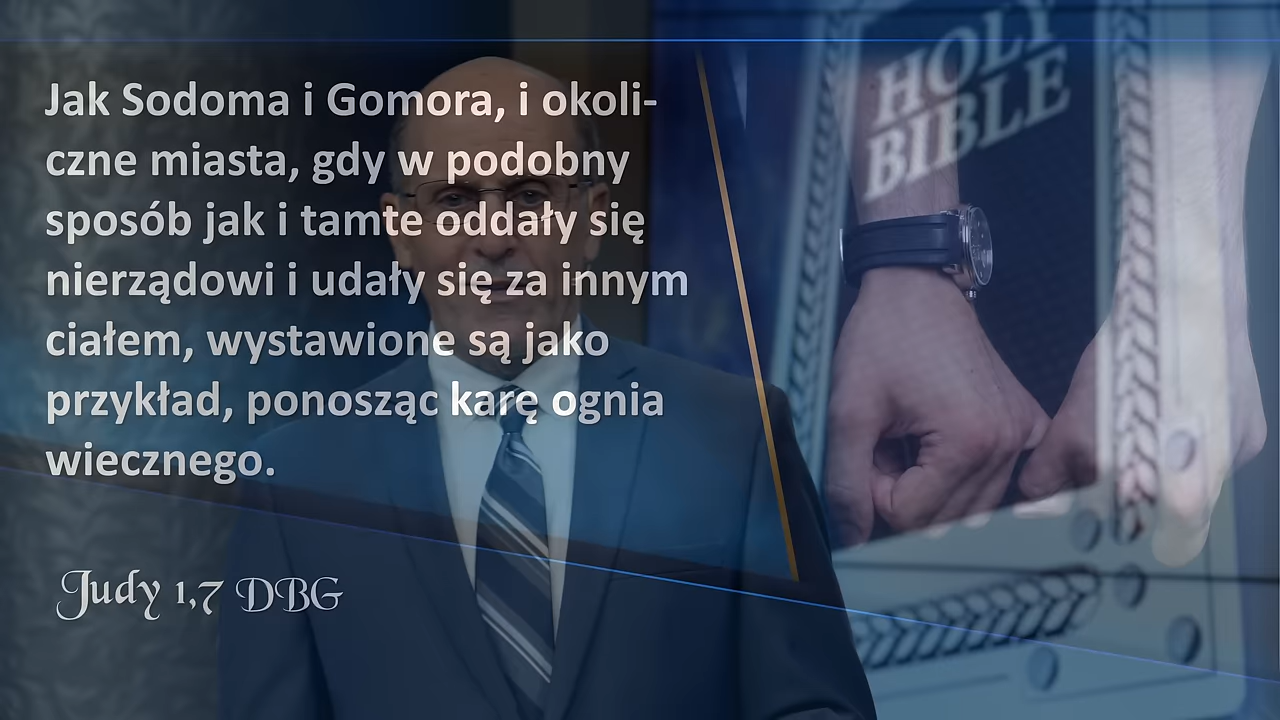 Jak Sodoma i Gomora, i okoli-
czne miasta, gdy w podobny
sposób jak i tamte oddały się
nierządowi i udały się za innym
ciałem, wystawione są jako
przykład, ponosząc karę ognia
wiecznego.
Judy 1,7 DBG
HOLY
BIBLE